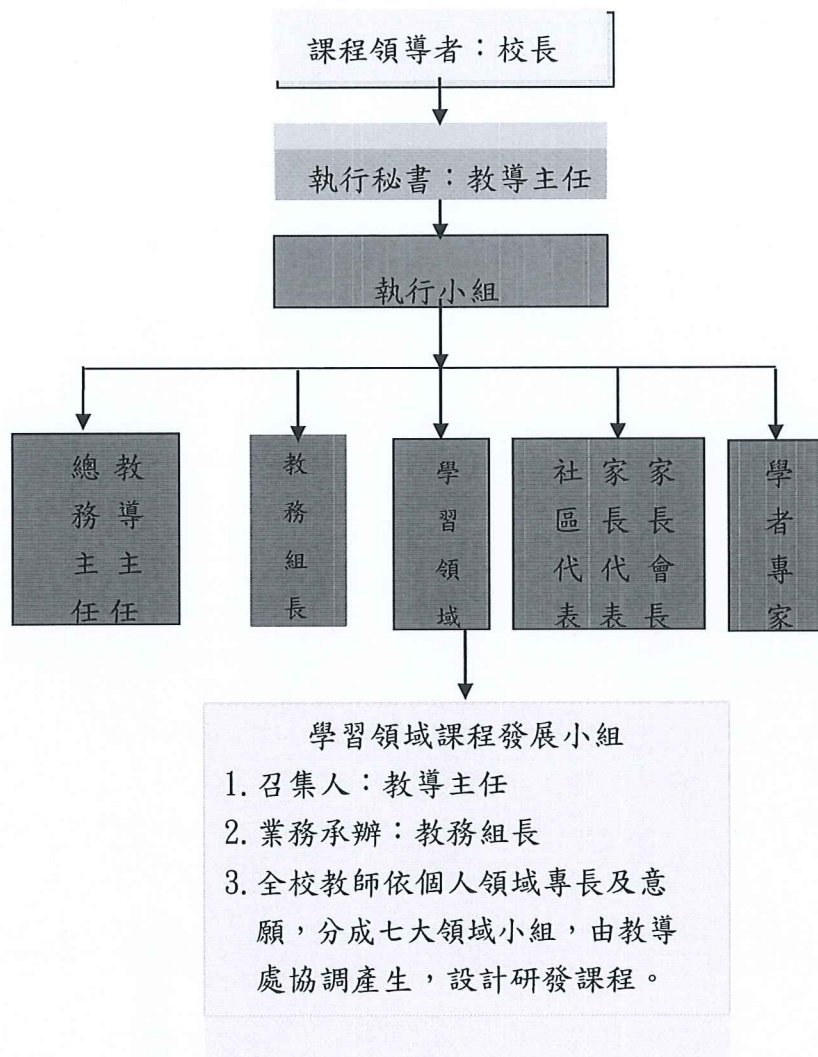 課程領導者：校長
執行秘書：教導主任
執行小組
教導主任
總務主任
教務組長
學習領域
家長會長
家長代表
社區代表
學者專家
學習領域課程發展小組
1. 召集人：教導主任
2. 業務承辦：教務組長
3. 全校教師依個人領域專長及意
願，分成七大領域小組，由教導
處協調產生，設計研發課程。